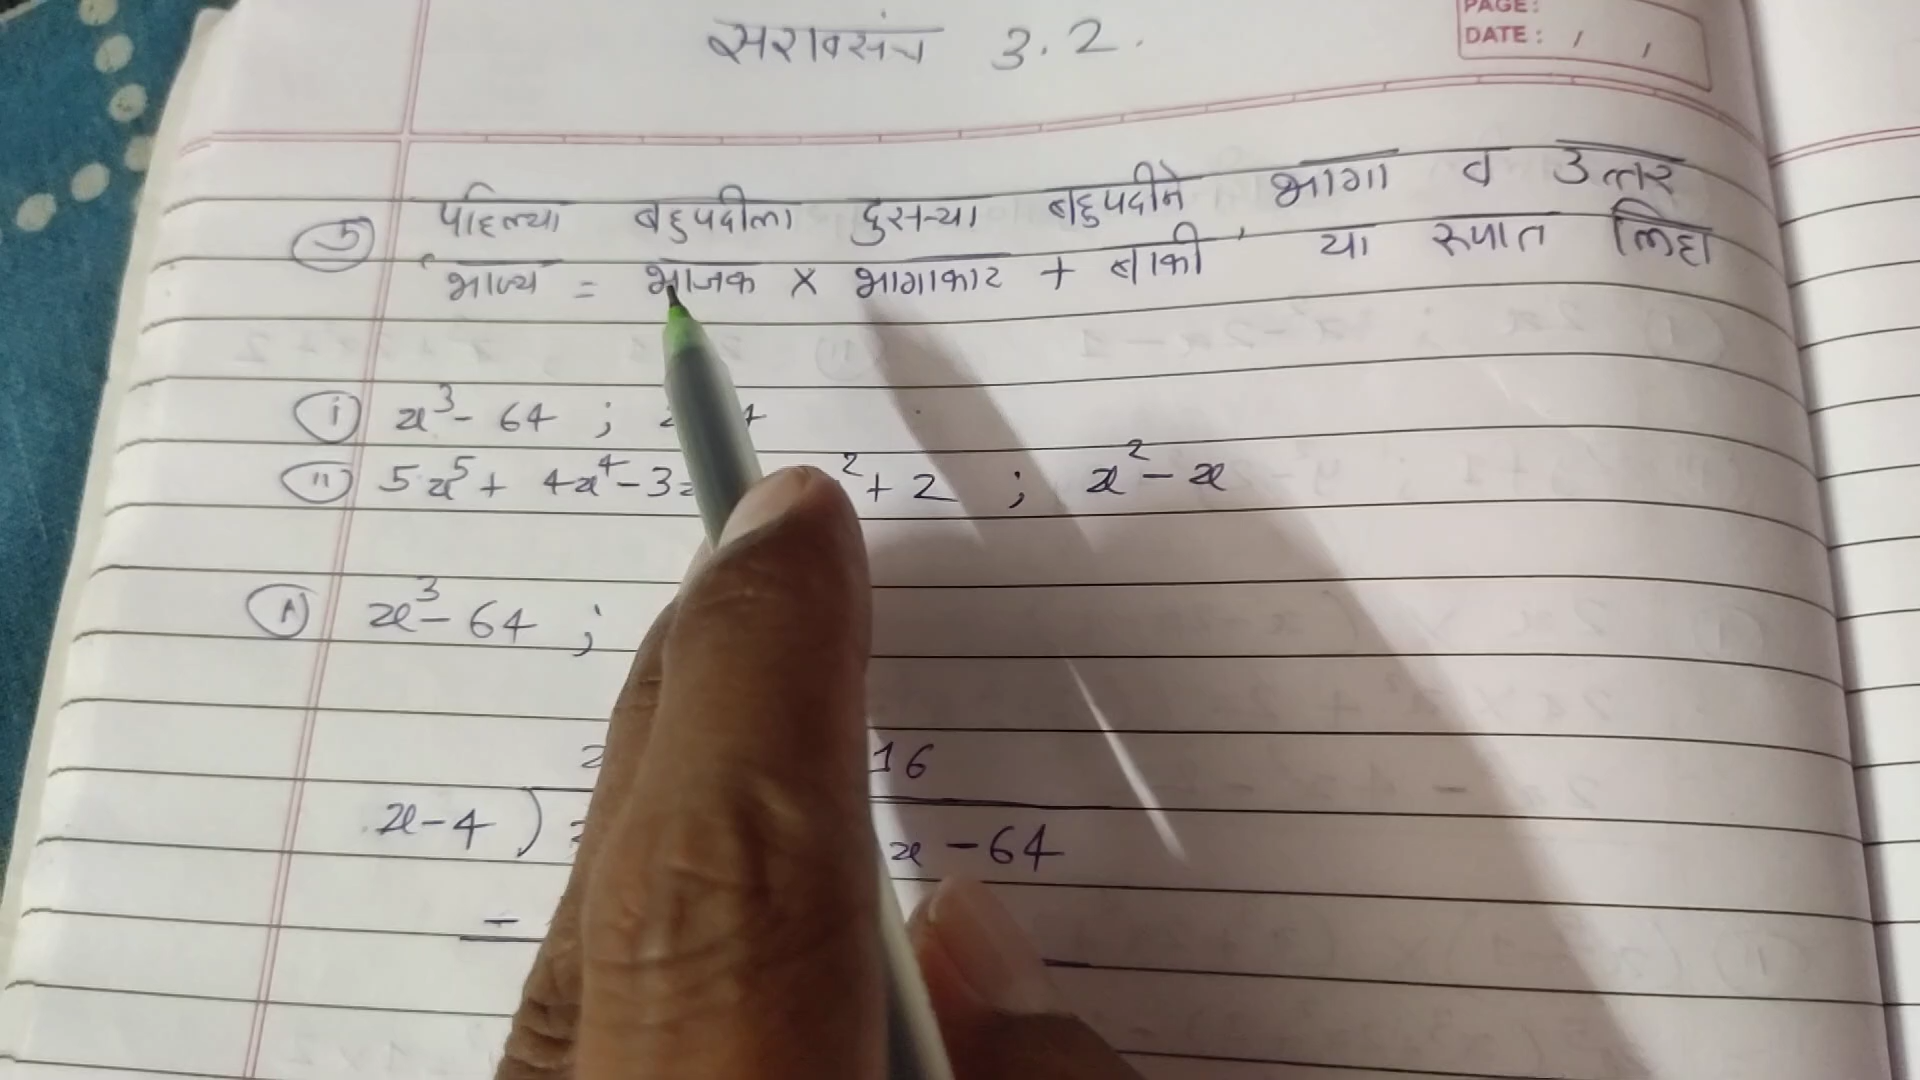 सरावसंच 3.2.
PAGE:
DATE: / /
5 पहिल्या बहुपदीला दुसऱ्या बहुपदीने भागा व उत्तर
'भाज्य = भाजक × भागाकार + बाकी' या रूपात लिहा
i x³ - 64 ;
ii 5x⁵ + 4x⁴ - 3 ² + 2 ; x² - x
x³ - 64 ;
16
x - 4 ) x - 64
-